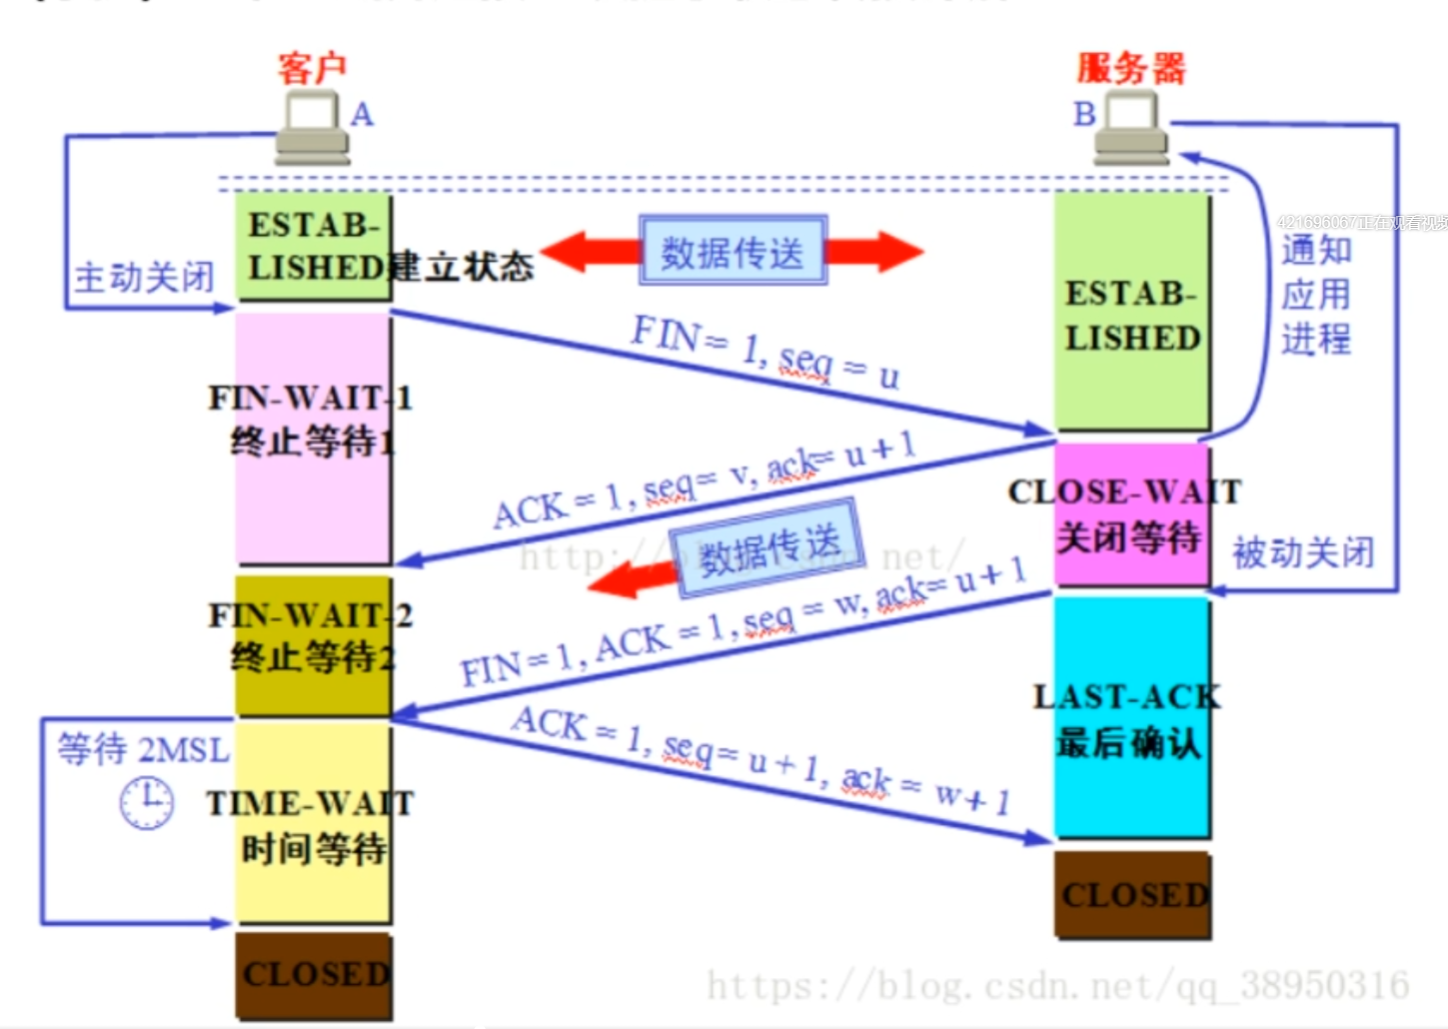 客户
服务器
A
B
ESTAB-
LISHED建立状态
数据传送
主动关闭
421696067正在观看视频
通知
应用
进程
ESTAB-
LISHED
FIN = 1, seq = u
FIN-WAIT-1
终止等待1
ACK = 1, seq = v, ack= u + 1
CLOSE-WAIT
关闭等待
被动关闭
数据传送
FIN-WAIT-2
终止等待2
FIN = 1, ACK = 1, seq = w, ack= u + 1
LAST-ACK
最后确认
ACK = 1, seq = u + 1, ack = w + 1
等待 2MSL
TIME-WAIT
时间等待
CLOSED
CLOSED
https://blog.csdn.net/qq_38950316